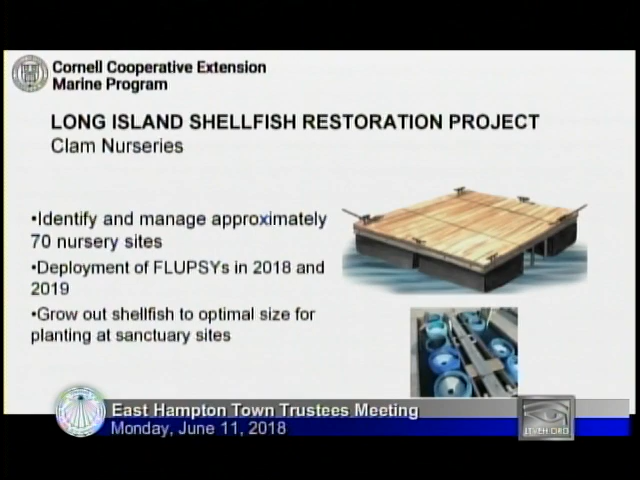 Cornell Cooperative Extension
Marine Program
LONG ISLAND SHELLFISH RESTORATION PROJECT
Clam Nurseries
•Identify and manage approximately
70 nursery sites
•Deployment of FLUPSYs in 2018 and
2019
•Grow out shellfish to optimal size for
planting at sanctuary sites
East Hampton Town Trustees Meeting
Monday, June 11, 2018
LTVEH.ORG